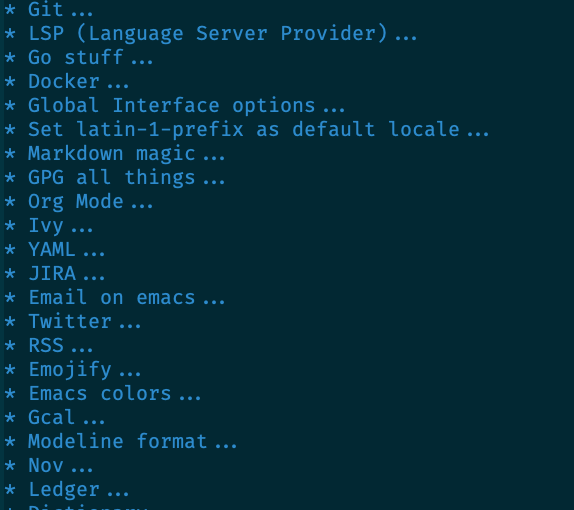 * Git...
* LSP (Language Server Provider)...
* Go stuff...
* Docker...
* Global Interface options...
* Set latin-1-prefix as default locale...
* Markdown magic...
* GPG all things...
* Org Mode...
* Ivy...
* YAML...
* JIRA...
* Email on emacs...
* Twitter...
* RSS...
* Emojify...
* Emacs colors...
* Gcal...
* Modeline format...
* Nov...
* Ledger...
* Dictionary...